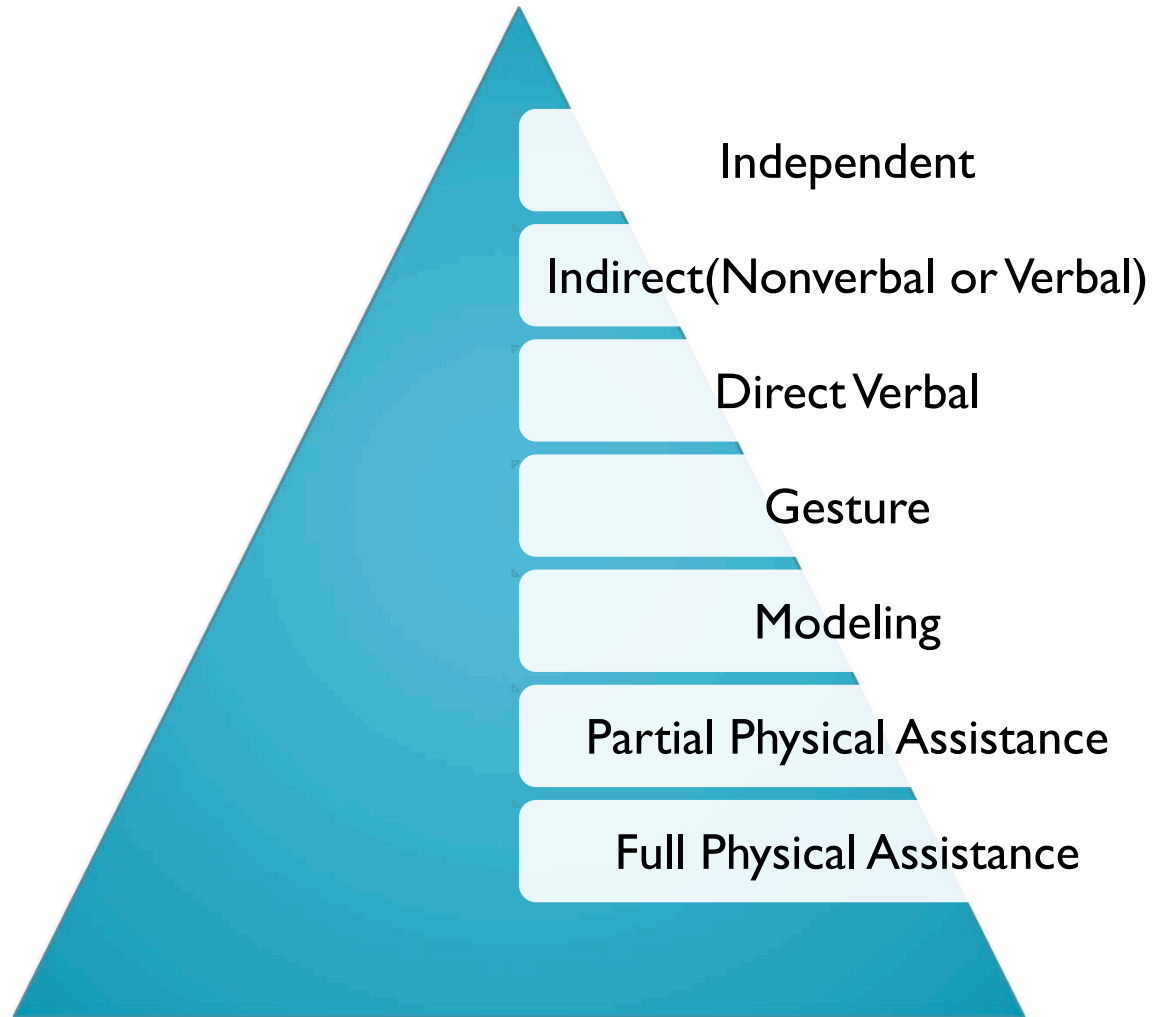 Independent
Indirect(Nonverbal or Verbal)
Direct Verbal
Gesture
Modeling
Partial Physical Assistance
Full Physical Assistance